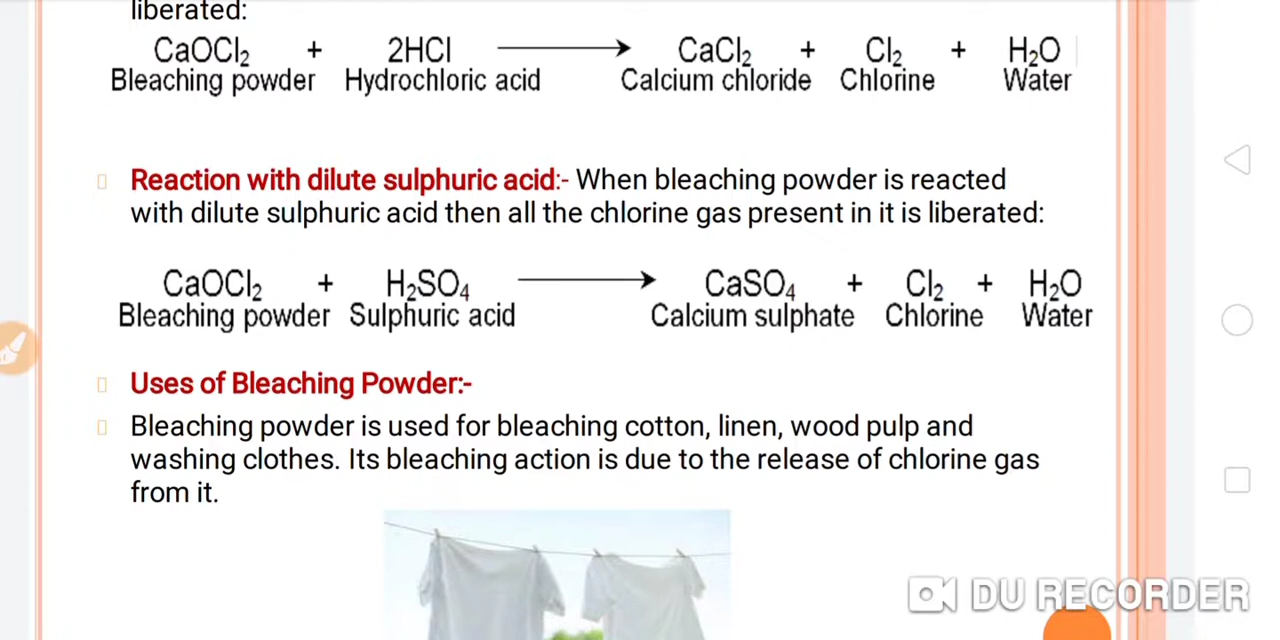 liberated:
CaOCl₂ + 2HCl ⟶ CaCl₂ + Cl₂ + H₂O
Bleaching powder Hydrochloric acid Calcium chloride Chlorine Water
Reaction with dilute sulphuric acid:- When bleaching powder is reacted
with dilute sulphuric acid then all the chlorine gas present in it is liberated:
CaOCl₂ + H₂SO₄ ⟶ CaSO₄ + Cl₂ + H₂O
Bleaching powder Sulphuric acid Calcium sulphate Chlorine Water
Uses of Bleaching Powder:-
Bleaching powder is used for bleaching cotton, linen, wood pulp and
washing clothes. Its bleaching action is due to the release of chlorine gas
from it.
DU RECORDER